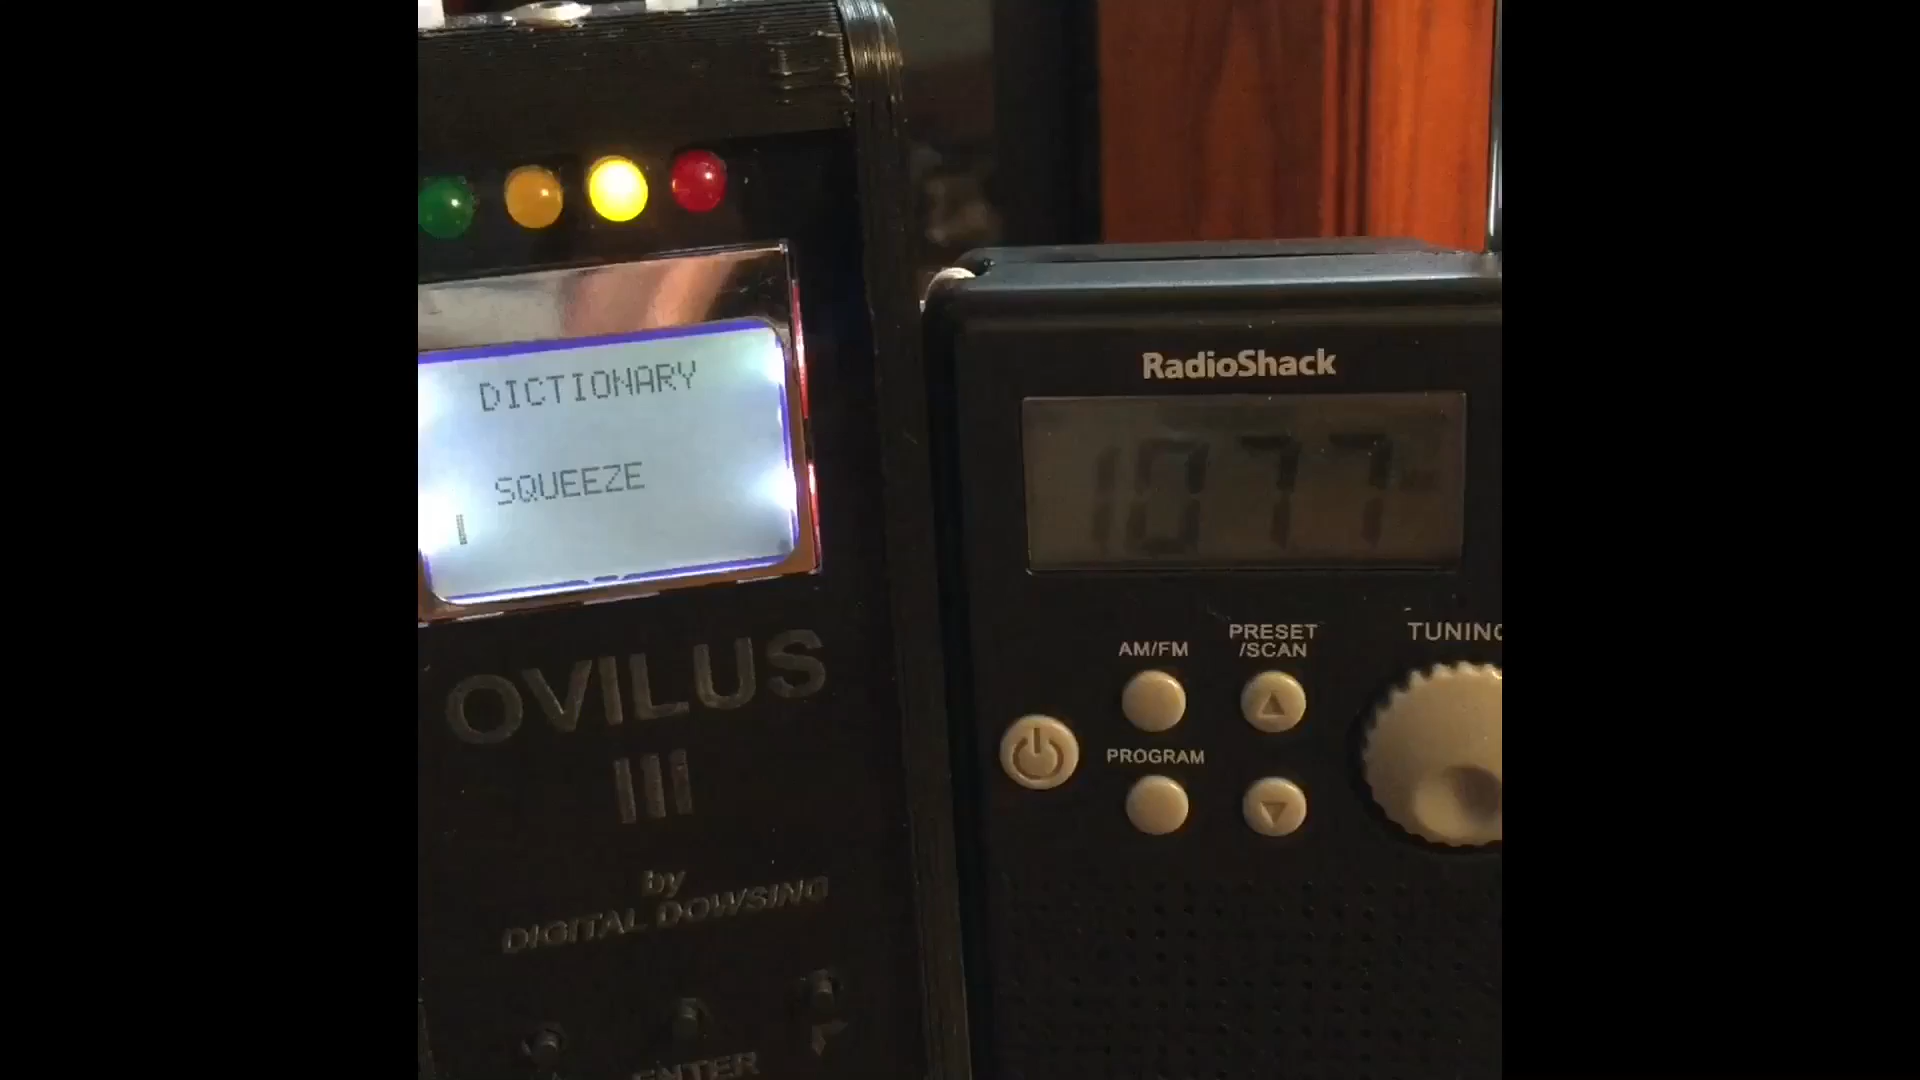 DICTIONARY
SQUEEZE
OVILUS
III
by
DIGITAL DOWSING
ENTER
RadioShack
1077
AM/FM
PRESET
/SCAN
TUNING
PROGRAM